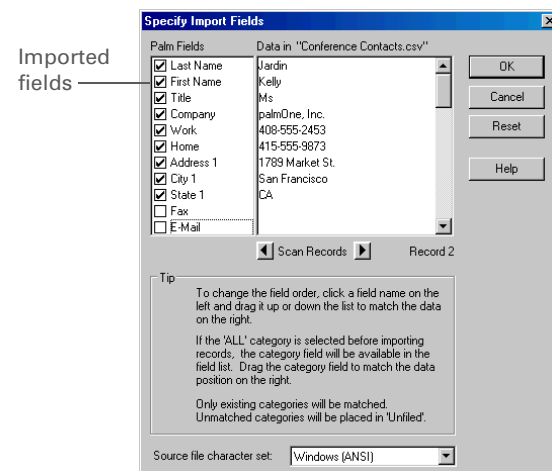 Specify Import Fields
Imported
fields
Palm Fields Data in "Conference Contacts.csv"
Last Name Jardin
First Name Kelly
Title Ms
Company palmOne, Inc.
Work 408-555-2453
Home 415-555-9873
Address 1 1789 Market St.
City 1 San Francisco
State 1 CA
Fax
E-Mail
OK
Cancel
Reset
Help
Scan Records Record 2
Tip
To change the field order, click a field name on the
left and drag it up or down the list to match the data
on the right.
If the 'ALL' category is selected before importing
records, the category field will be available in the
field list. Drag the category field to match the data
position on the right.
Only existing categories will be matched.
Unmatched categories will be placed in 'Unfiled'.
Source file character set: Windows (ANSI)